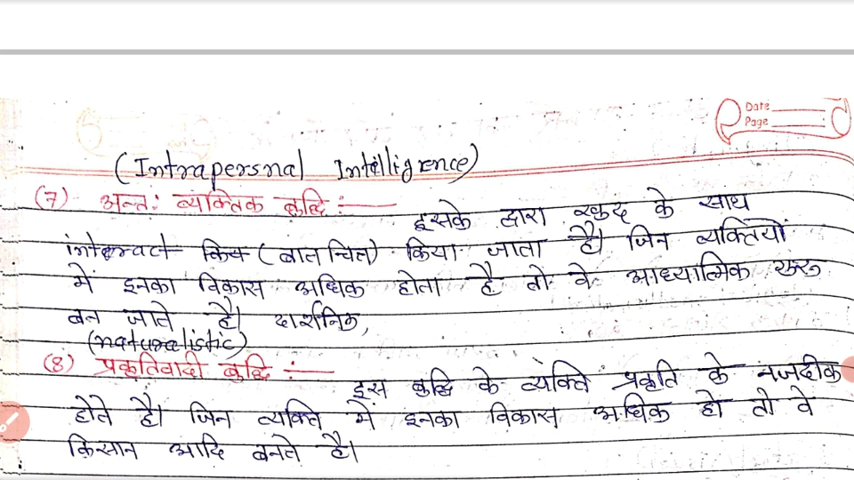 Date
Page
(Intrapersnal Intelligence)
(7) अन्तः व्यक्तिक बुद्धि :—
इसके द्वारा खुद के साथ
interact किय (बातचित) किया जाता है। जिन व्यक्तियों
में इनका विकास अधिक होता है तो वे आध्यात्मिक
बन जाते है। दार्शनिक,
(naturalistic)
(8) प्रकृतिवादी बुद्धि :—
इस बुद्धि के व्यक्ति प्रकृति के नजदीक
होते है। जिन व्यक्ति में इनका विकास अधिक हो तो वे
किसान आदि बनते है।